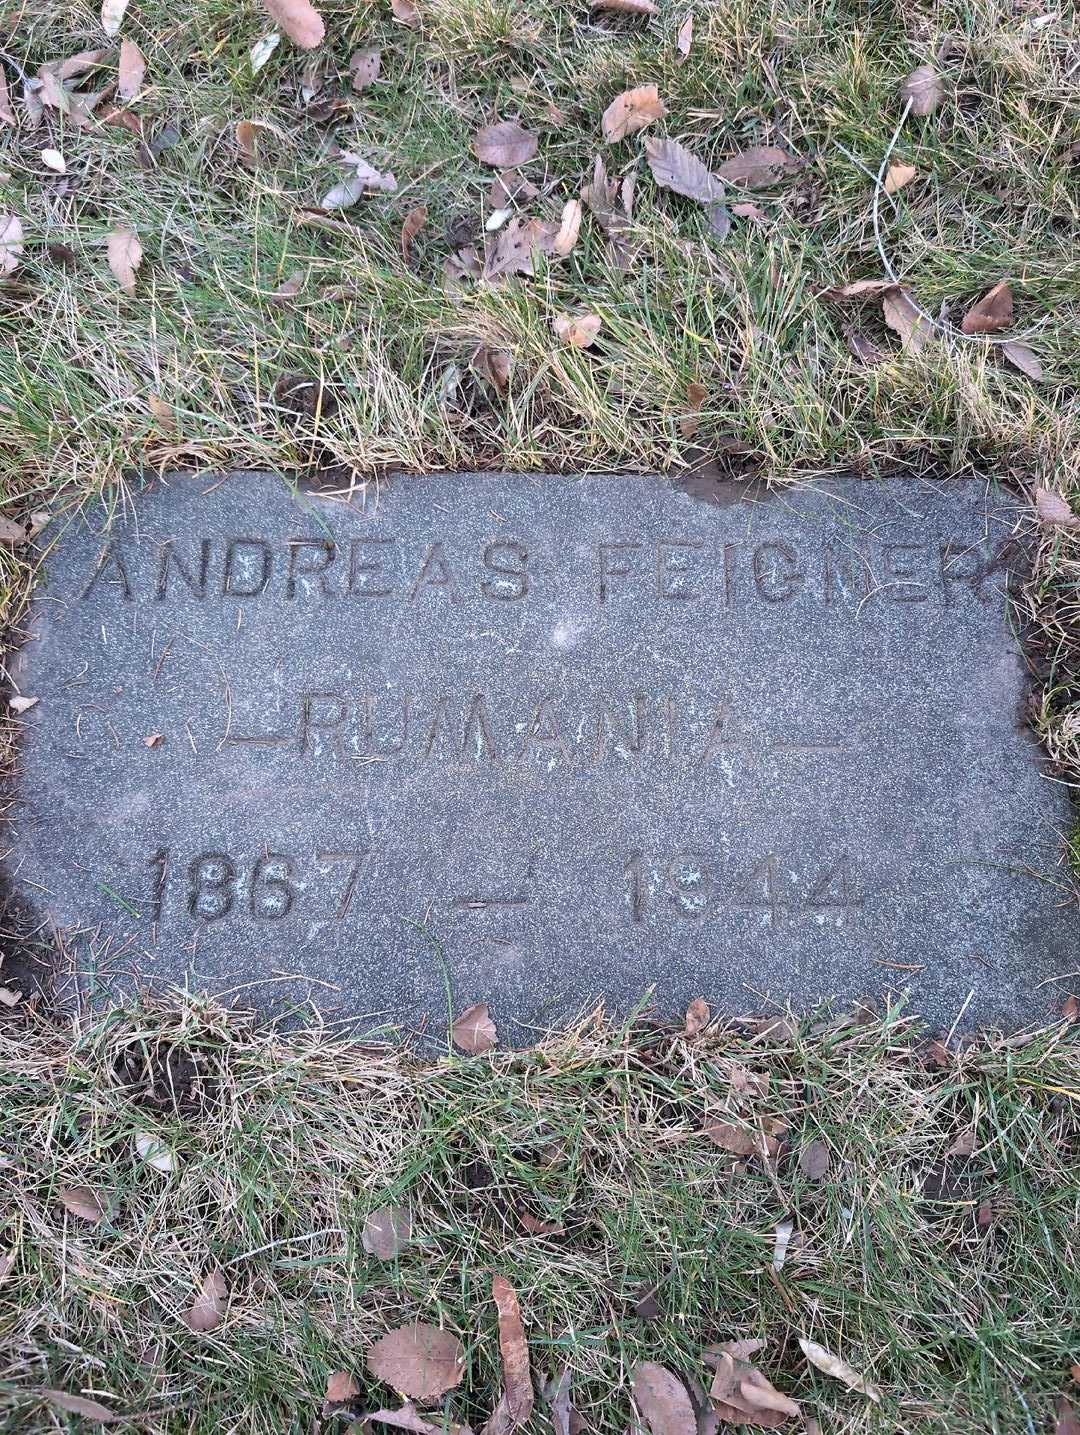 ANDREAS FEIGNER
— RUMANIA —
1867 — 1944